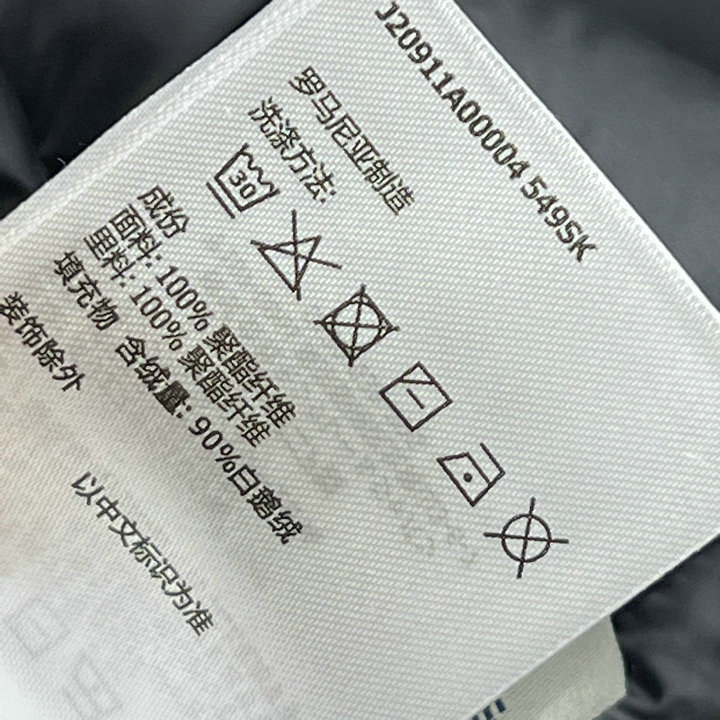 J20911A00004 549SK
罗马尼亚制造
洗涤方法:
30
成份
面料: 100% 聚酯纤维
里料: 100% 聚酯纤维
填充物 含绒量: 90%白鹅绒
装饰除外
以中文标识为准